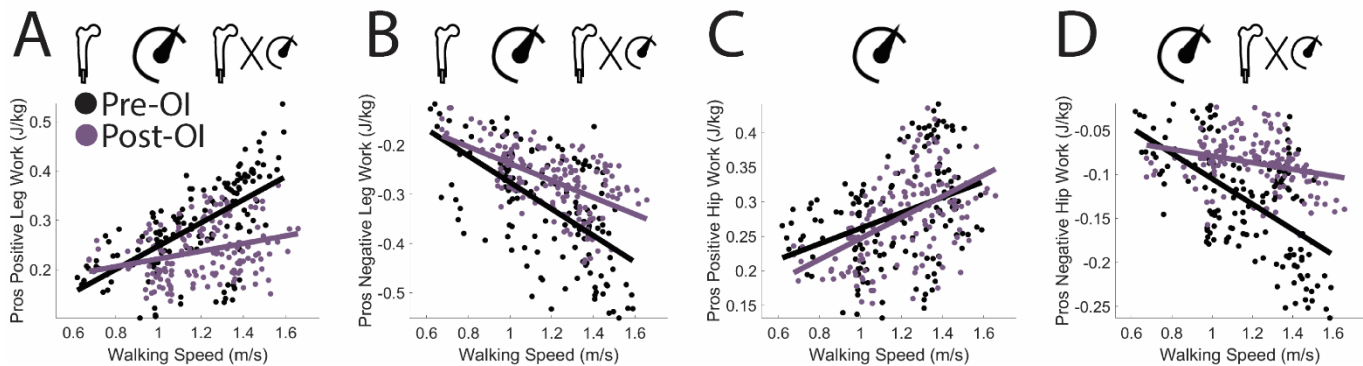 A B C D
Pre-OI
Post-OI
Pros Positive Leg Work (J/kg)
0.5
0.4
0.3
0.2
0.6 0.8 1 1.2 1.4 1.6
Walking Speed (m/s)
Pros Negative Leg Work (J/kg)
-0.2
-0.3
-0.4
-0.5
0.6 0.8 1 1.2 1.4 1.6
Walking Speed (m/s)
Pros Positive Hip Work (J/kg)
0.4
0.35
0.3
0.25
0.2
0.15
0.6 0.8 1 1.2 1.4 1.6
Walking Speed (m/s)
Pros Negative Hip Work (J/kg)
-0.05
-0.1
-0.15
-0.2
-0.25
0.6 0.8 1 1.2 1.4 1.6
Walking Speed (m/s)